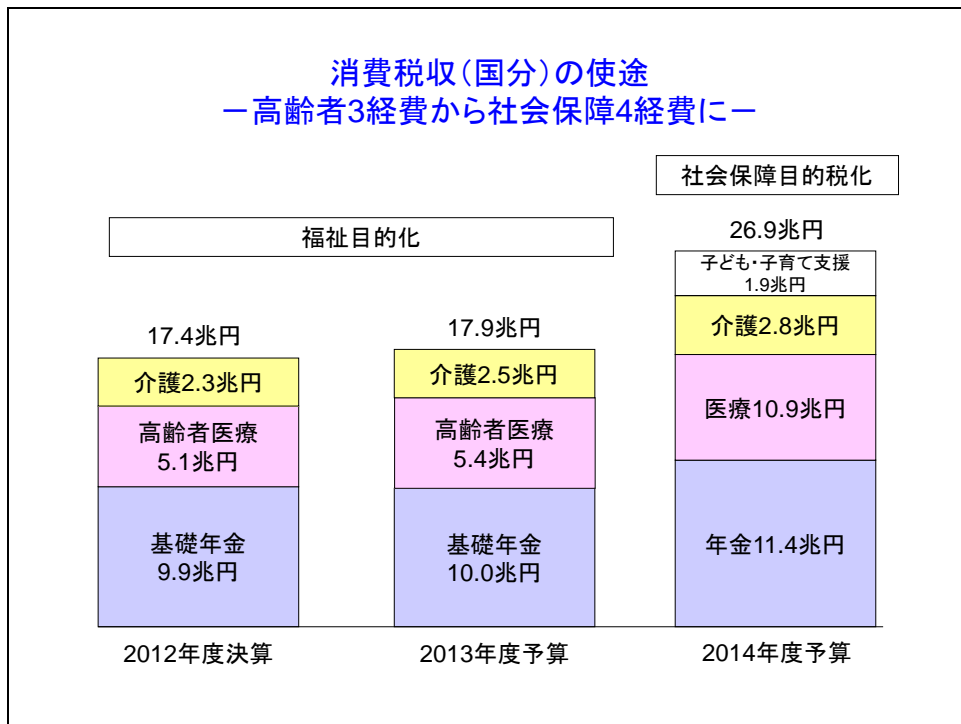 消費税収（国分）の使途
－高齢者3経費から社会保障4経費に－
社会保障目的税化
福祉目的化
26.9兆円
子ども・子育て支援
1.9兆円
介護2.8兆円
医療10.9兆円
年金11.4兆円
17.4兆円
介護2.3兆円
高齢者医療
5.1兆円
基礎年金
9.9兆円
17.9兆円
介護2.5兆円
高齢者医療
5.4兆円
基礎年金
10.0兆円
2012年度決算
2013年度予算
2014年度予算